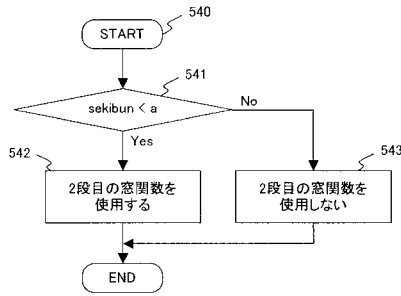 540
START
541
sekibun < a
No
Yes
542
2段目の窓関数を
使用する
543
2段目の窓関数を
使用しない
END